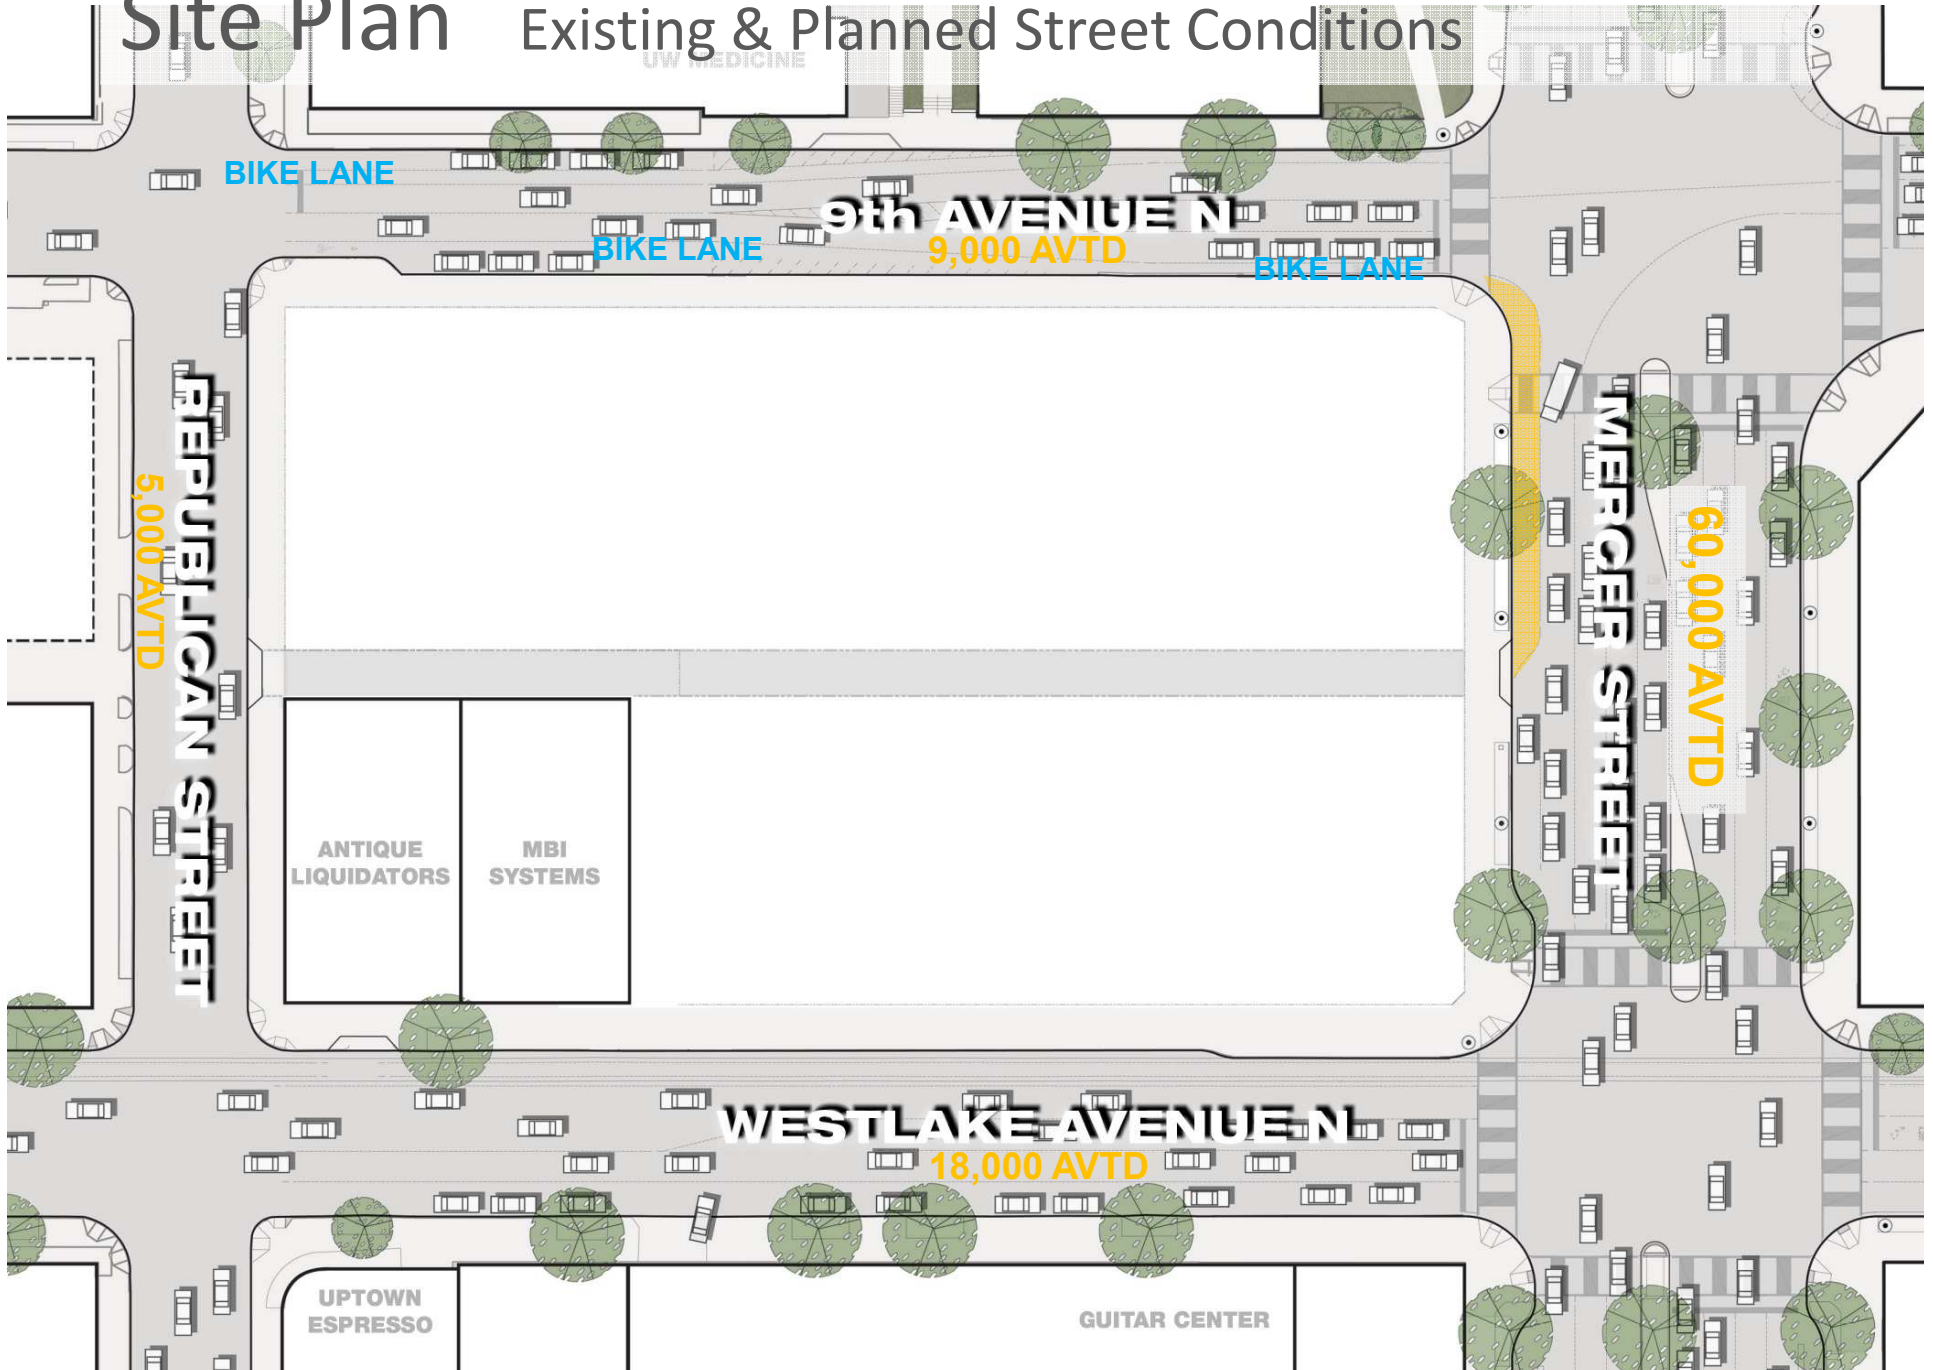 Site Plan Existing & Planned Street Conditions
UW MEDICINE
BIKE LANE
9th AVENUE N
BIKE LANE
9,000 AVTD
BIKE LANE
REPUBLICAN STREET
5,000 AVTD
MERCER STREET
60,000 AVTD
ANTIQUE
LIQUIDATORS
MBI
SYSTEMS
WESTLAKE AVENUE N
18,000 AVTD
UPTOWN
ESPRESSO
GUITAR CENTER